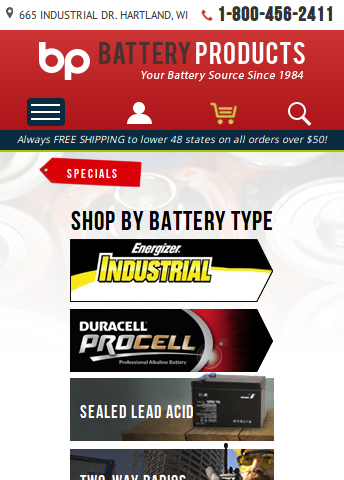 665 INDUSTRIAL DR. HARTLAND, WI
1-800-456-2411
bp BATTERY PRODUCTS
Your Battery Source Since 1984
Always FREE SHIPPING to lower 48 states on all orders over $50!
SPECIALS
SHOP BY BATTERY TYPE
Energizer.
INDUSTRIAL
DURACELL
PROCELL
Professional Alkaline Battery
SEALED LEAD ACID
TWO-WAY RADIOS